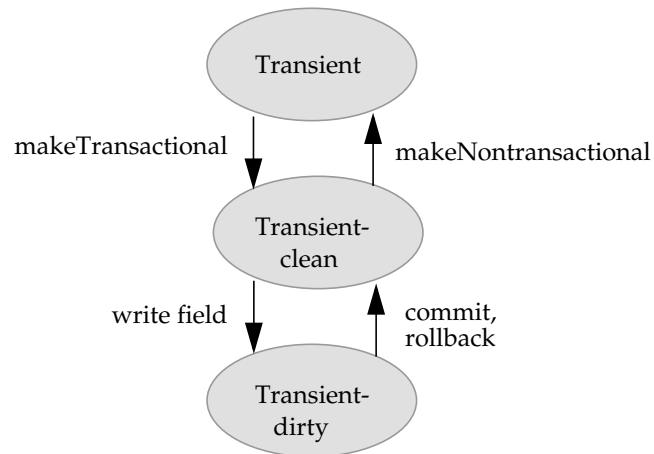 Transient
makeTransactional
makeNontransactional
Transient-
clean
write field
commit,
rollback
Transient-
dirty